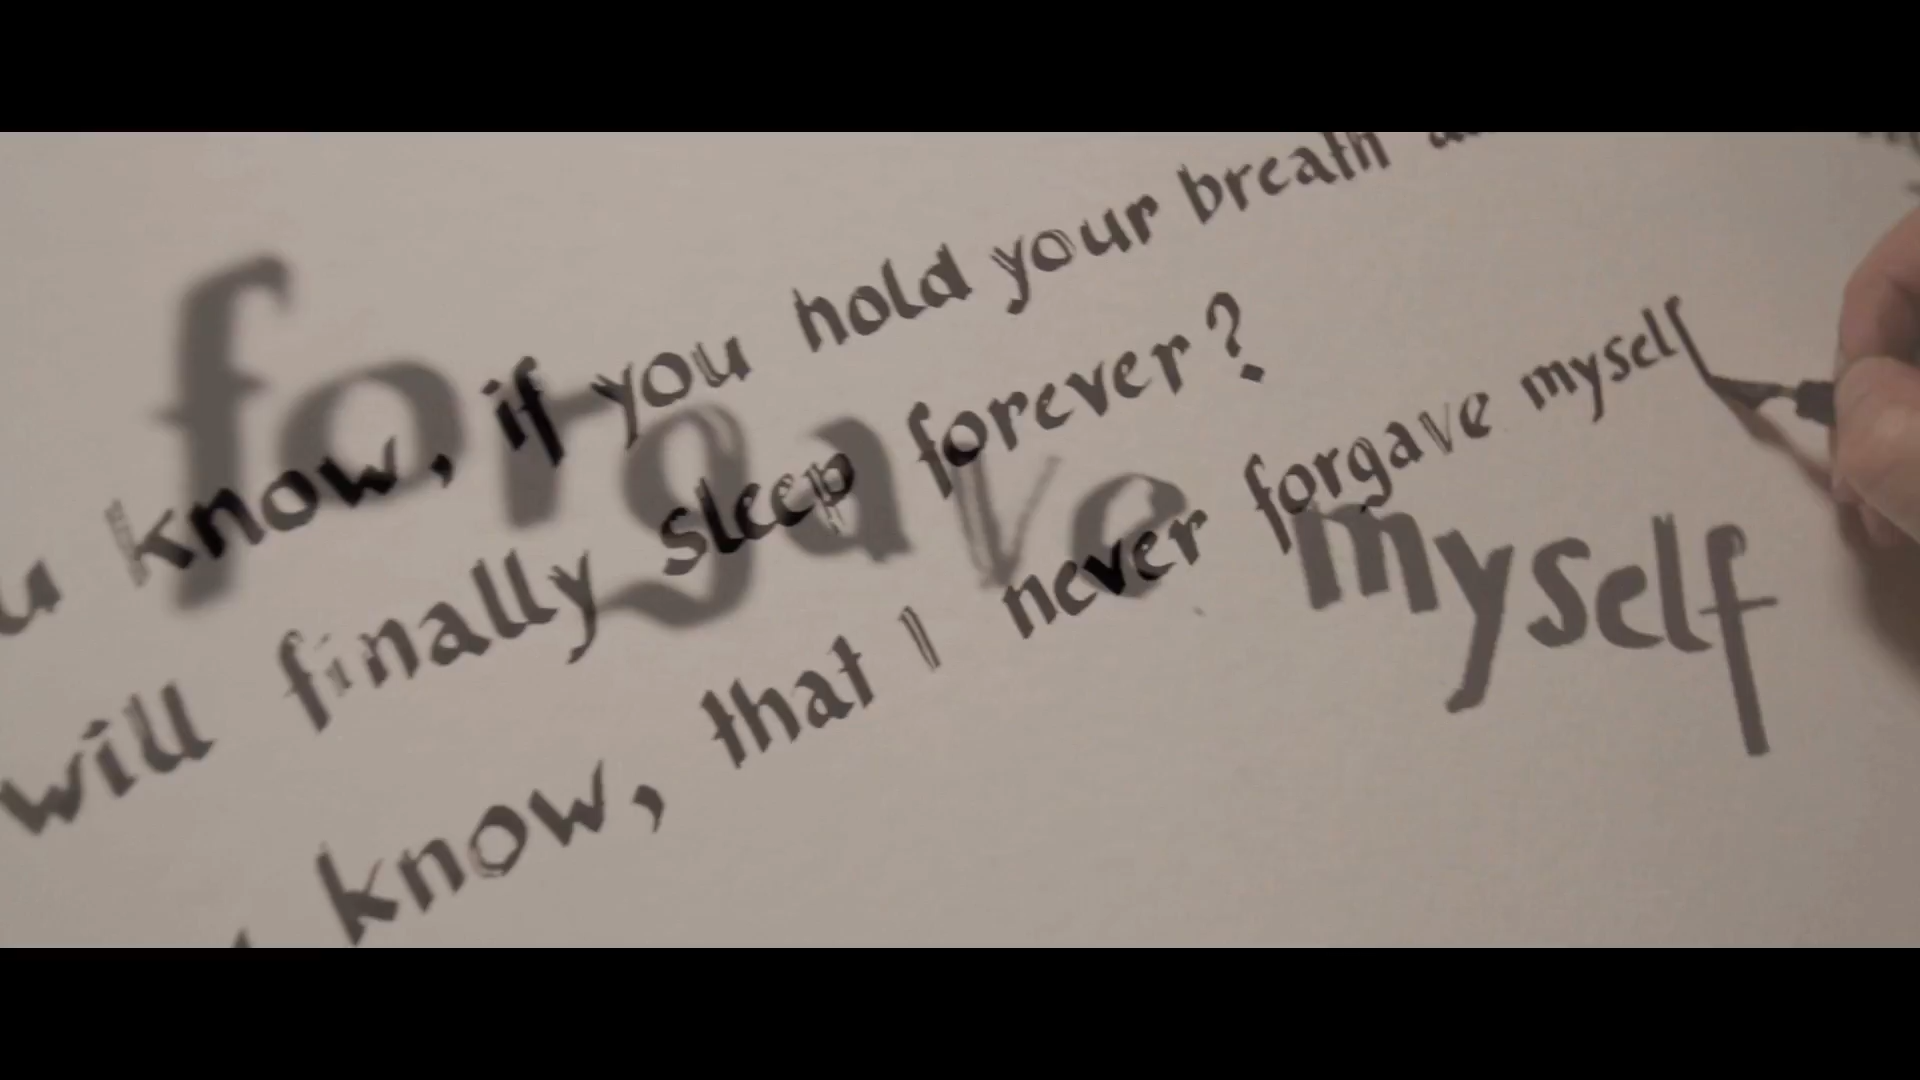 u know, if you hold your breath
will finally sleep forever?
know, that I never forgave myself
forgave myself